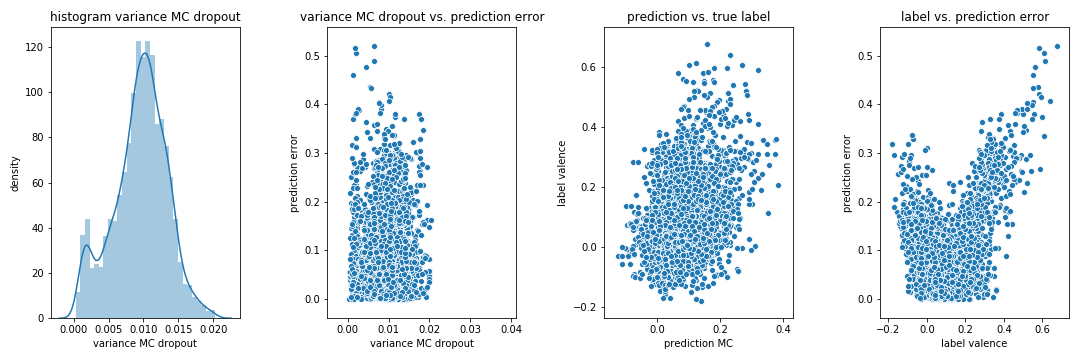 histogram variance MC dropout
density
120
100
80
60
40
20
0
0.000 0.005 0.010 0.015 0.020
variance MC dropout
variance MC dropout vs. prediction error
prediction error
0.5
0.4
0.3
0.2
0.1
0.0
0.00 0.01 0.02 0.03 0.04
variance MC dropout
prediction vs. true label
label valence
0.6
0.4
0.2
0.0
−0.2
0.0 0.2 0.4
prediction MC
label vs. prediction error
prediction error
0.5
0.4
0.3
0.2
0.1
0.0
−0.2 0.0 0.2 0.4 0.6
label valence